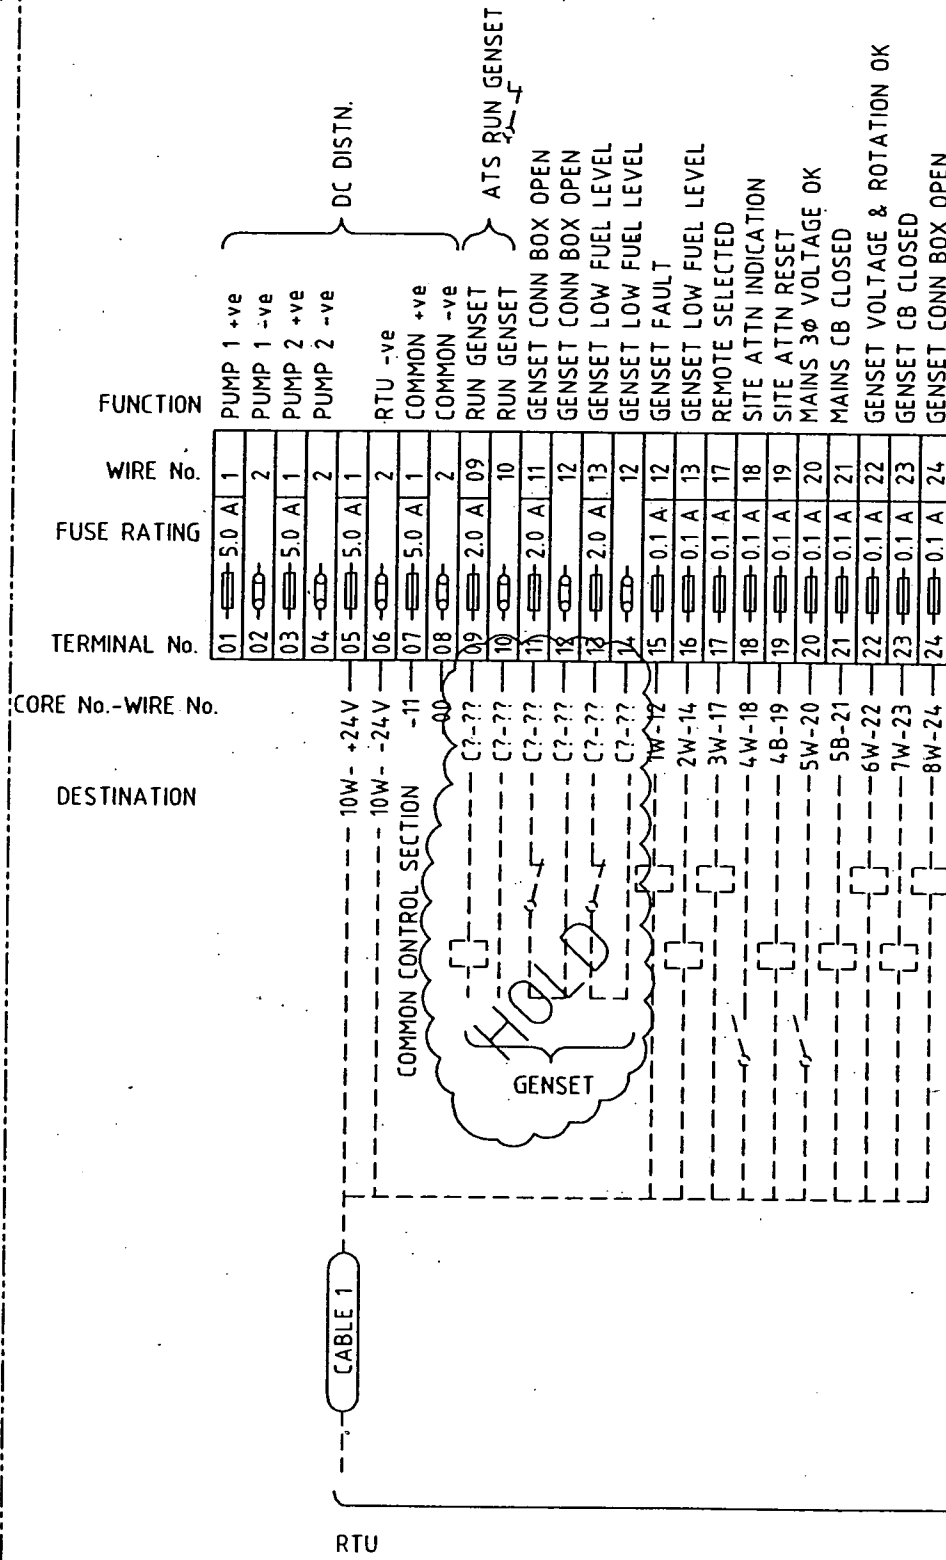 FUNCTION
WIRE No.
FUSE RATING
TERMINAL No.
CORE No.-WIRE No.
DESTINATION
PUMP 1 +ve
1
5.0 A
01
PUMP 1 -ve
2
02
PUMP 2 +ve
1
5.0 A
03
PUMP 2 -ve
2
04
DC DISTN.
1
5.0 A
05
10W- +24V
RTU -ve
2
06
10W- -24V
COMMON +ve
1
5.0 A
07
-11
COMMON -ve
2
08
COMMON CONTROL SECTION
RUN GENSET
09
2.0 A
09
C?-??
RUN GENSET
10
10
C?-??
ATS RUN GENSET
GENSET CONN BOX OPEN
11
2.0 A
11
C?-??
GENSET CONN BOX OPEN
12
12
C?-??
GENSET LOW FUEL LEVEL
13
2.0 A
13
C?-??
GENSET LOW FUEL LEVEL
12
14
C?-??
HOLD
GENSET
GENSET FAULT
12
0.1 A
15
1W-12
GENSET LOW FUEL LEVEL
13
0.1 A
16
2W-14
REMOTE SELECTED
17
0.1 A
17
3W-17
SITE ATTN INDICATION
18
0.1 A
18
4W-18
SITE ATTN RESET
19
0.1 A
19
4B-19
MAINS 3Φ VOLTAGE OK
20
0.1 A
20
5W-20
MAINS CB CLOSED
21
0.1 A
21
5B-21
GENSET VOLTAGE & ROTATION OK
22
0.1 A
22
6W-22
GENSET CB CLOSED
23
0.1 A
23
7W-23
GENSET CONN BOX OPEN
24
0.1 A
24
8W-24
CABLE 1
RTU